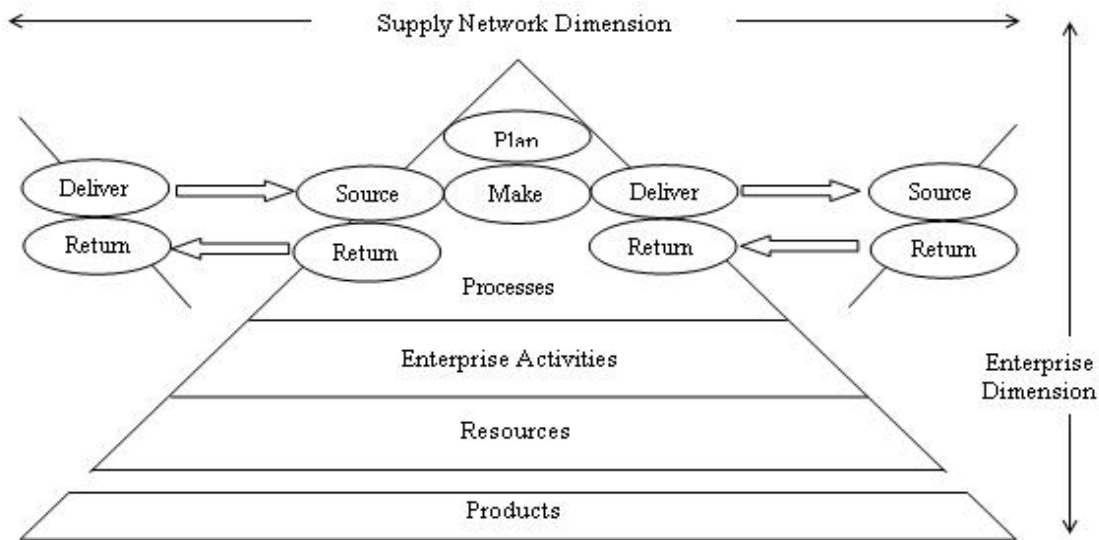 Supply Network Dimension
Plan
Deliver
Source
Make
Deliver
Source
Return
Return
Return
Return
Processes
Enterprise Activities
Enterprise
Dimension
Resources
Products